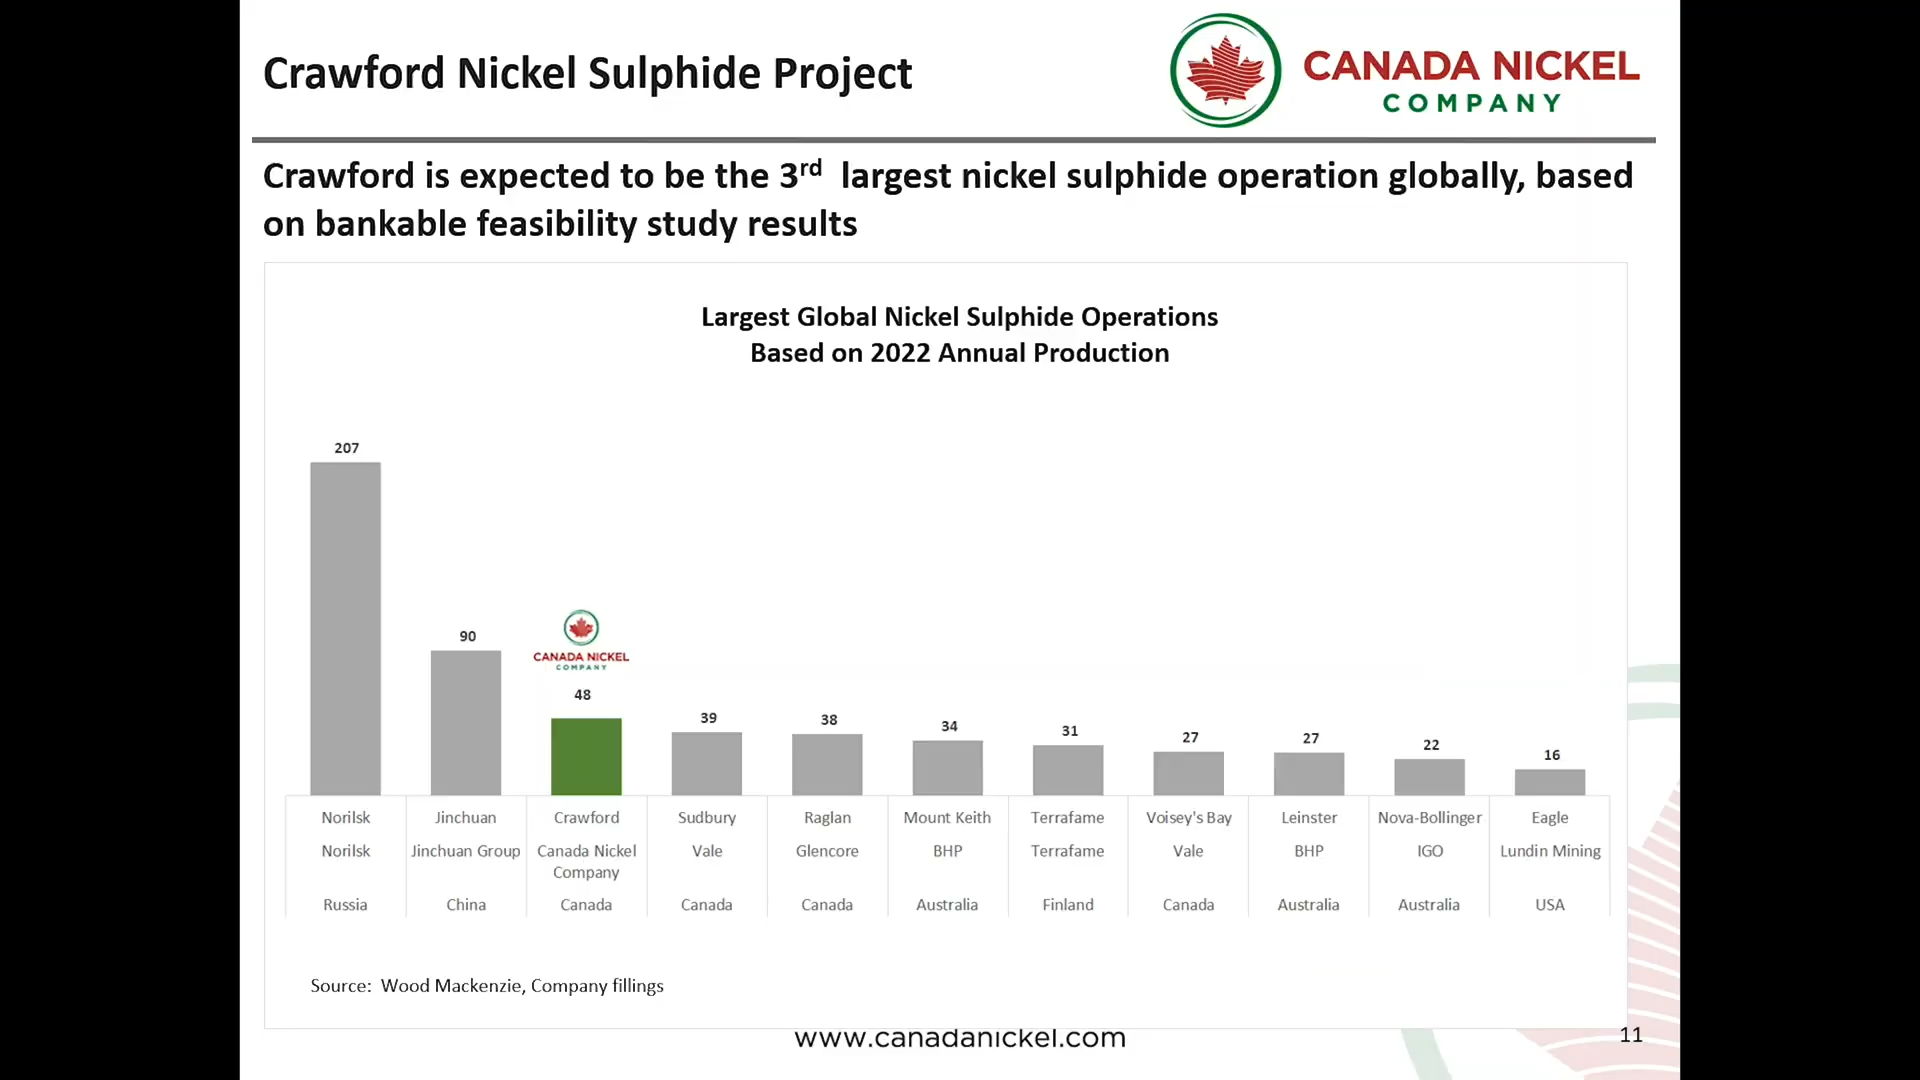 Crawford Nickel Sulphide Project
CANADA NICKEL
COMPANY
Crawford is expected to be the 3rd largest nickel sulphide operation globally, based
on bankable feasibility study results
Largest Global Nickel Sulphide Operations
Based on 2022 Annual Production
207
90
CANADA NICKEL
COMPANY
48
39
38
34
31
27
27
22
16
Norilsk Jinchuan Crawford Sudbury Raglan Mount Keith Terrafame Voisey's Bay Leinster Nova-Bollinger Eagle
Norilsk Jinchuan Group Canada Nickel Vale Glencore BHP Terrafame Vale BHP IGO Lundin Mining
Company
Russia China Canada Canada Canada Australia Finland Canada Australia Australia USA
Source: Wood Mackenzie, Company fillings
www.canadanickel.com
11